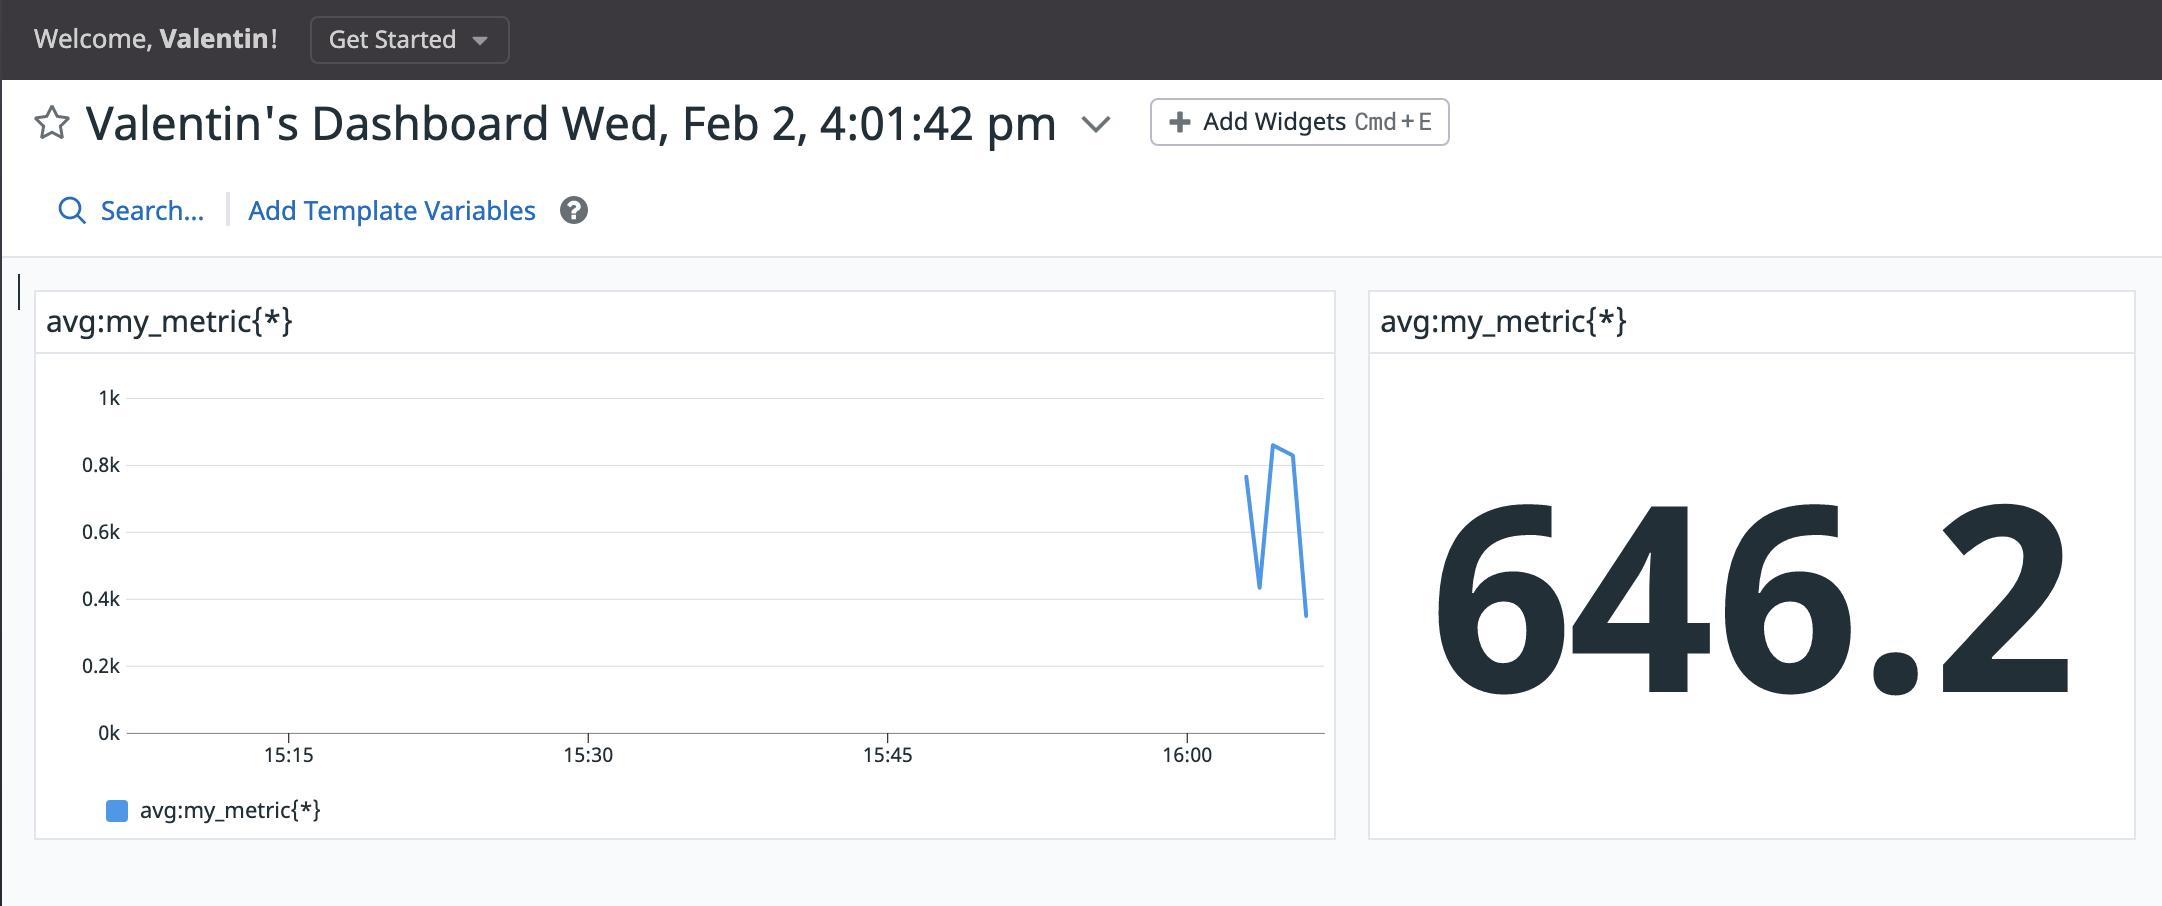 Welcome, Valentin!
Get Started
Valentin's Dashboard Wed, Feb 2, 4:01:42 pm
+ Add Widgets Cmd+E
Search...
Add Template Variables ?
avg:my_metric{*}
1k
0.8k
0.6k
0.4k
0.2k
0k
15:15 15:30 15:45 16:00
avg:my_metric{*}
avg:my_metric{*}
646.2